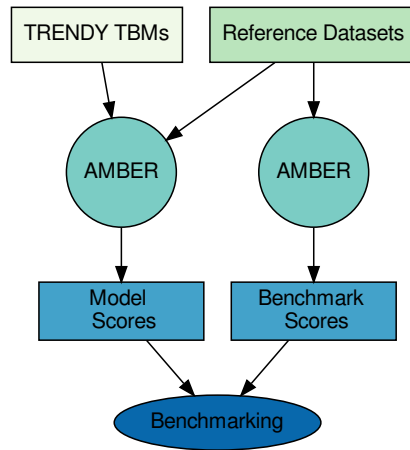 TRENDY TBMs
Reference Datasets
AMBER
AMBER
Model
Scores
Benchmark
Scores
Benchmarking